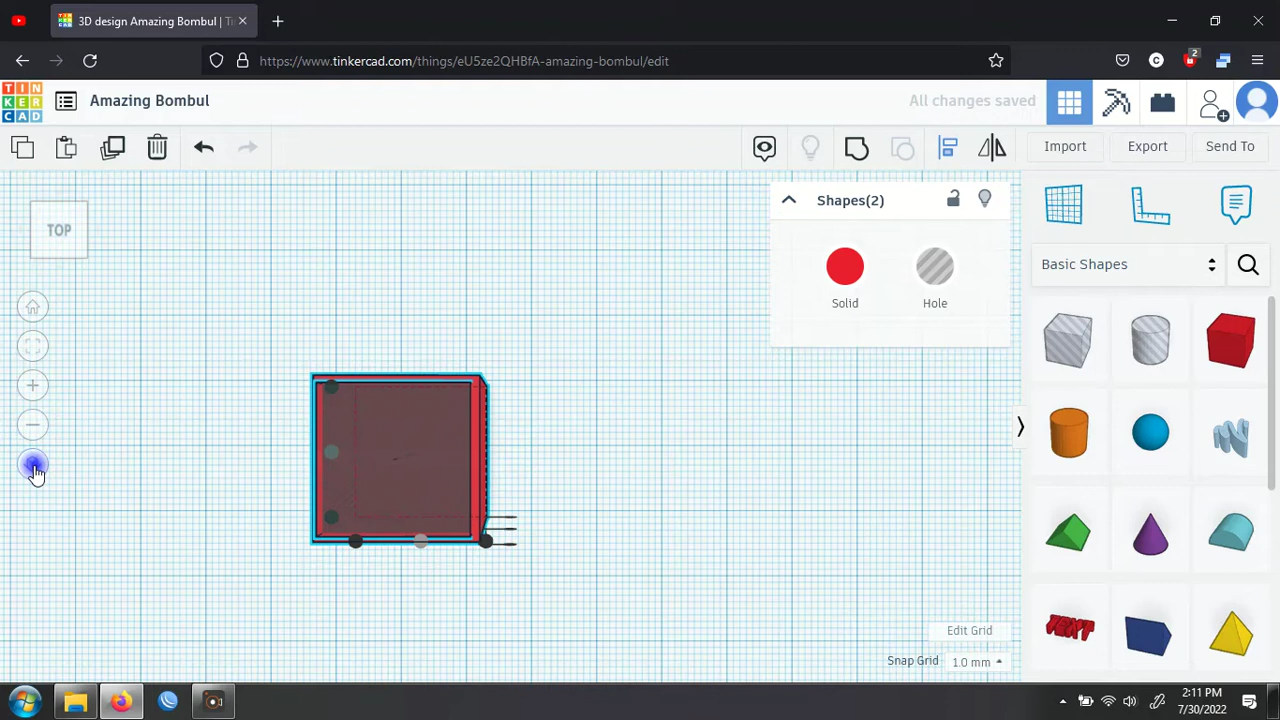 3D design Amazing Bombul | Ti
https://www.tinkercad.com/things/eU5ze2QHBfA-amazing-bombul/edit
2
TIN
KER
CAD
Amazing Bombul
All changes saved
Import
Export
Send To
TOP
Shapes(2)
Solid
Hole
Basic Shapes
TEXT
Edit Grid
Snap Grid
1.0 mm
2:11 PM
7/30/2022